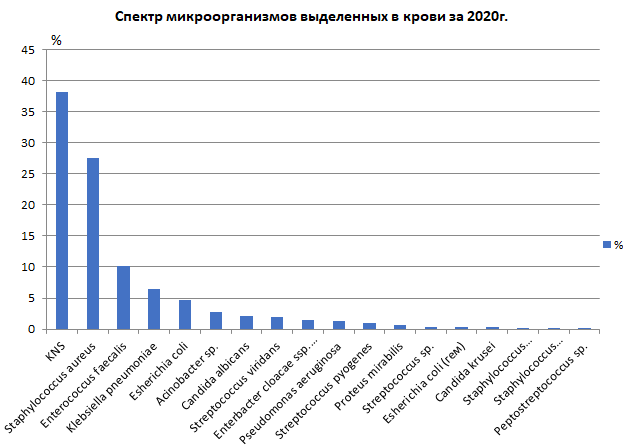 Спектр микроорганизмов выделенных в крови за 2020г.
%
45
40
35
30
25
20
15
10
5
0
KNS
Staphylococcus aureus
Enterococcus faecalis
Klebsiella pneumoniae
Esherichia coli
Acinobacter sp.
Candida albicans
Streptococcus viridans
Enterbacter cloacae ssp....
Pseudomonas aeruginosa
Streptococcus pyogenes
Proteus mirabilis
Streptococcus sp.
Esherichia coli (гем)
Candida krusei
Staphylococcus...
Staphylococcus...
Peptostreptococcus sp.
%